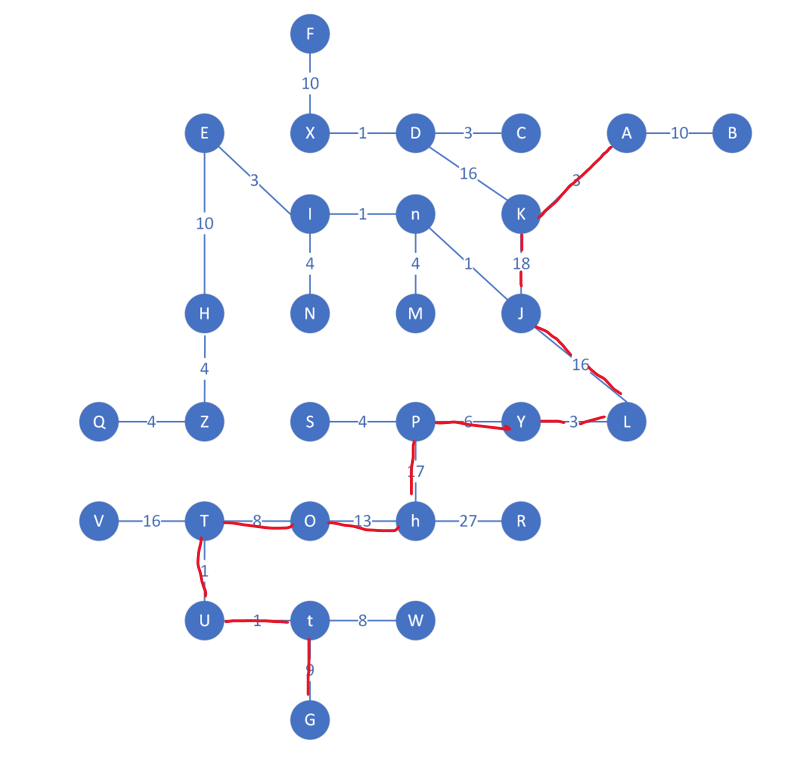 F
10
E X 1 D 3 C A 10 B
3 16 3
10 I 1 n K
4 4 1 18
H N M J
4 16
Q 4 Z S 4 P 6 Y 3 L
17
V 16 T 8 O 13 h 27 R
1
U 1 t 8 W
9
G